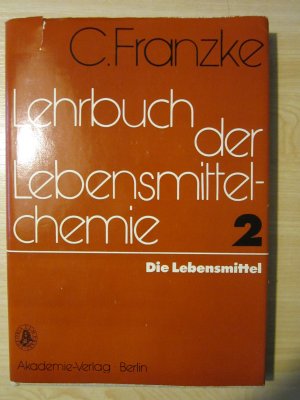 C. Franzke
Lehrbuch
der
Lebensmittel-
chemie 2
Die Lebensmittel
Akademie-Verlag · Berlin